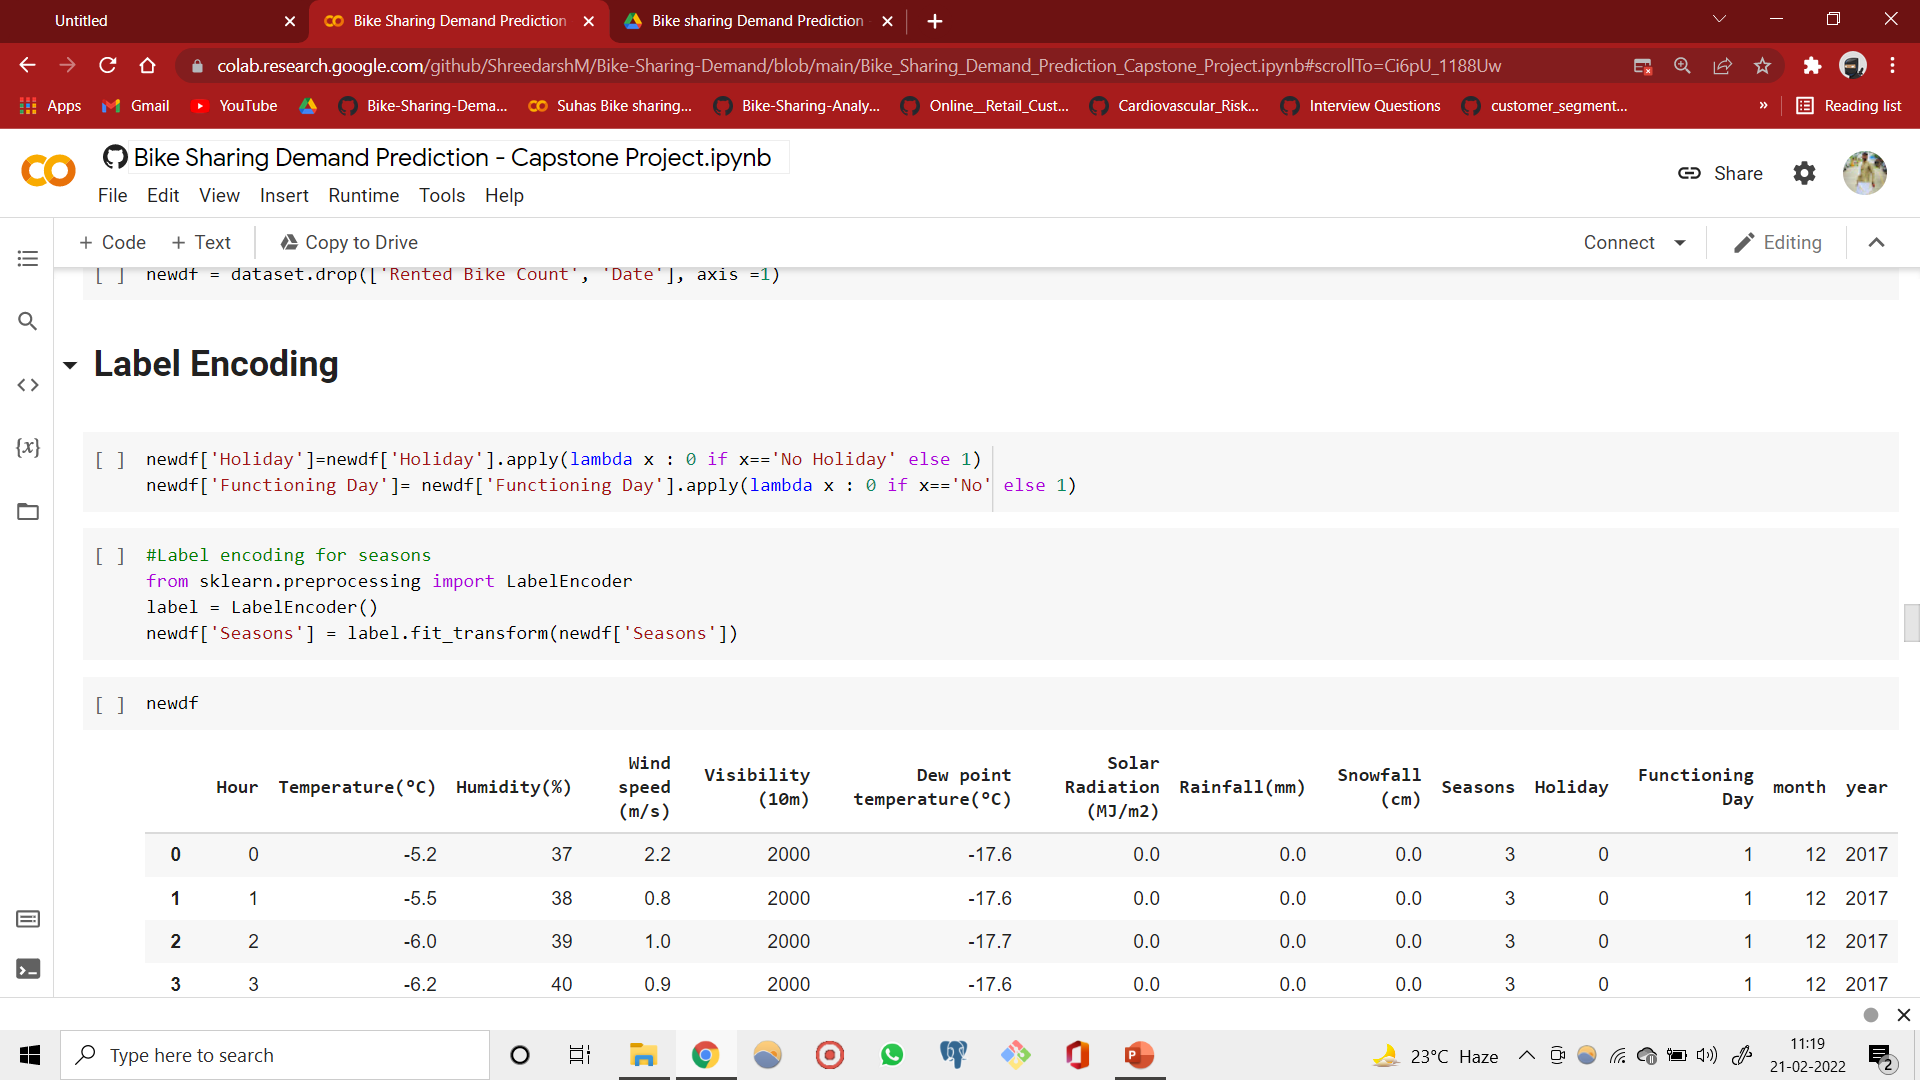 Untitled
Bike Sharing Demand Prediction
Bike sharing Demand Prediction
colab.research.google.com/github/ShreedarshM/Bike-Sharing-Demand/blob/main/Bike_Sharing_Demand_Prediction_Capstone_Project.ipynb#scrollTo=Ci6pU_1188Uw
Apps Gmail YouTube Bike-Sharing-Dema... Suhas Bike sharing... Bike-Sharing-Analy... Online__Retail_Cust... Cardiovascular_Risk... Interview Questions customer_segment... » Reading list
Bike Sharing Demand Prediction - Capstone Project.ipynb
Share
File Edit View Insert Runtime Tools Help
+ Code + Text Copy to Drive Connect Editing
[ ] newdf = dataset.drop(['Rented Bike Count', 'Date'], axis =1)
Label Encoding
[ ] newdf['Holiday']=newdf['Holiday'].apply(lambda x : 0 if x=='No Holiday' else 1)
newdf['Functioning Day']= newdf['Functioning Day'].apply(lambda x : 0 if x=='No' else 1)
[ ] #Label encoding for seasons
from sklearn.preprocessing import LabelEncoder
label = LabelEncoder()
newdf['Seasons'] = label.fit_transform(newdf['Seasons'])
[ ] newdf
Hour Temperature(°C) Humidity(%) Wind speed (m/s) Visibility (10m) Dew point temperature(°C) Solar Radiation (MJ/m2) Rainfall(mm) Snowfall (cm) Seasons Holiday Functioning Day month year
0 0 -5.2 37 2.2 2000 -17.6 0.0 0.0 0.0 3 0 1 12 2017
1 1 -5.5 38 0.8 2000 -17.6 0.0 0.0 0.0 3 0 1 12 2017
2 2 -6.0 39 1.0 2000 -17.7 0.0 0.0 0.0 3 0 1 12 2017
3 3 -6.2 40 0.9 2000 -17.6 0.0 0.0 0.0 3 0 1 12 2017
Type here to search
23°C Haze
11:19
21-02-2022
2